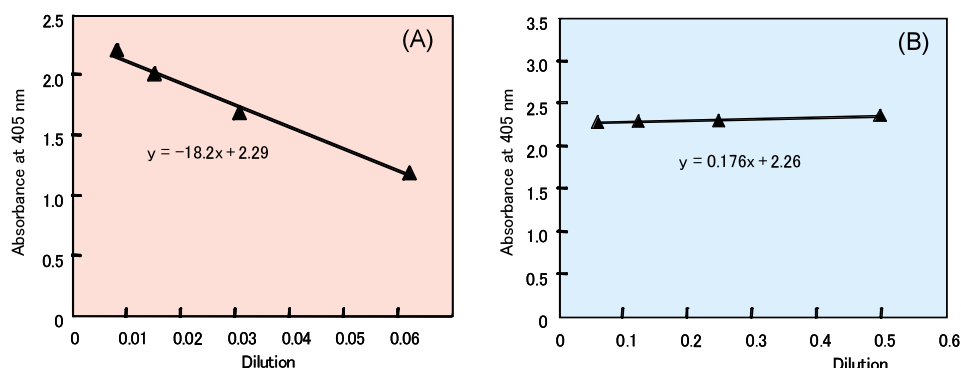 (A)
Absorbance at 405 nm
2.5
2.0
1.5
1.0
0.5
0
y = −18.2x+2.29
0 0.01 0.02 0.03 0.04 0.05 0.06
Dilution
(B)
Absorbance at 405 nm
3.5
3.0
2.5
2.0
1.5
1.0
0.5
0
y = 0.176x+2.26
0 0.1 0.2 0.3 0.4 0.5 0.6
Dilution